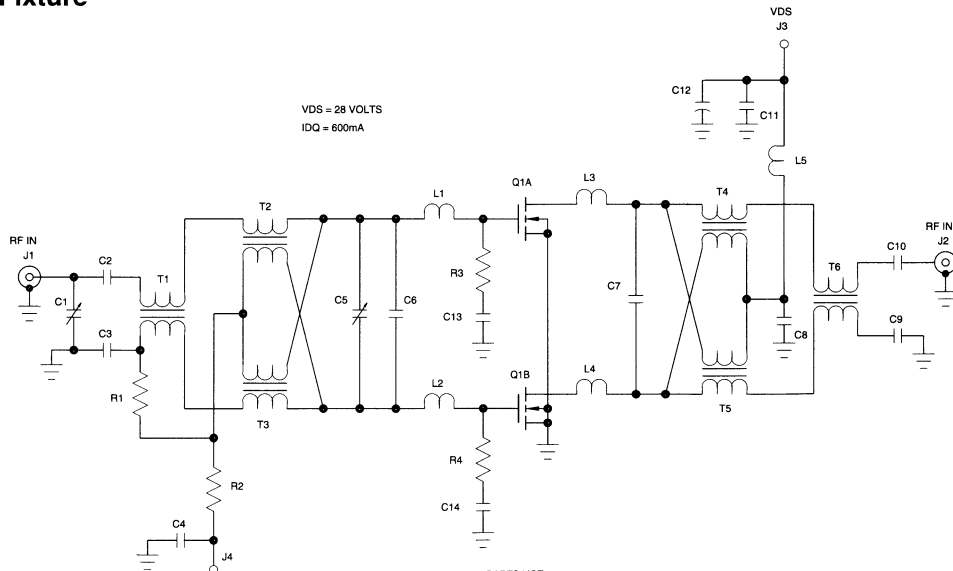 Fixture
VDS
J3
C12
C11
VDS = 28 VOLTS
IDQ = 600mA
L5
Q1A
L3
L1
T2
T4
RF IN
J1
RF IN
J2
C2
T1
C10
T6
R3
C1
C5
C6
C7
C13
C3
C8
C9
Q1B
L4
L2
R1
T3
T5
R4
R2
C14
C4
J4